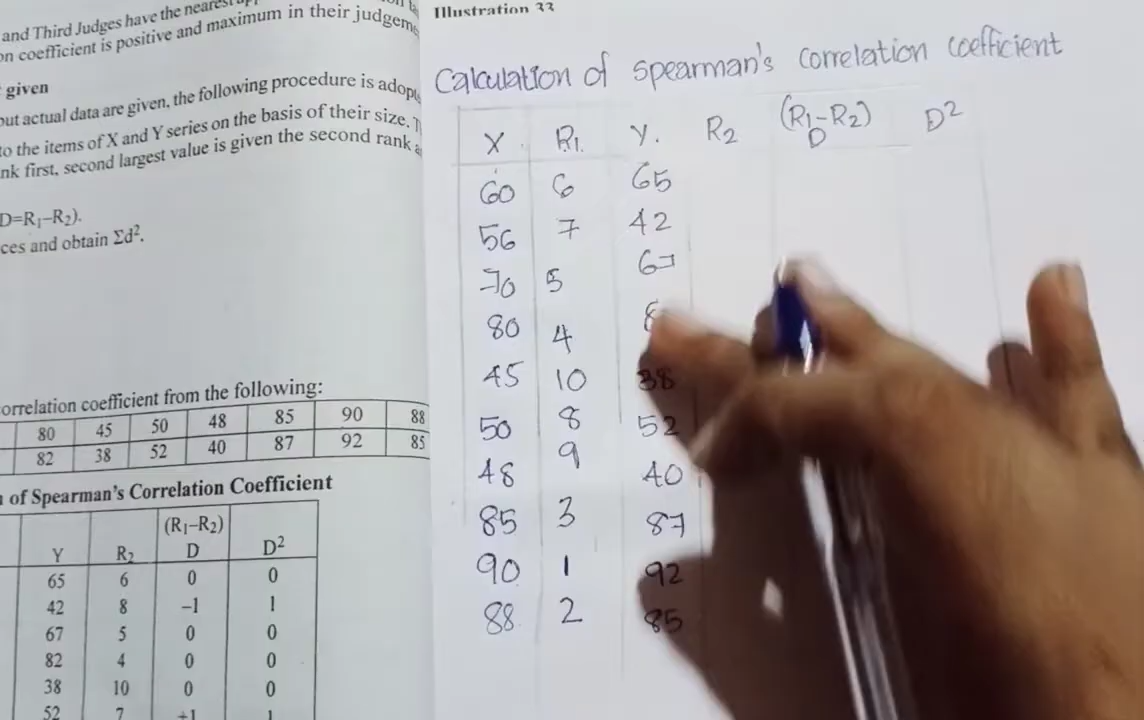 and Third Judges have the nearest
on coefficient is positive and maximum in their judgeme
given
out actual data are given, the following procedure is adop
to the items of X and Y series on the basis of their size.
nk first, second largest value is given the second rank
D=R1–R2).
ces and obtain Σd².
orrelation coefficient from the following:
80 45 50 48 85 90 88
82 38 52 40 87 92 85
of Spearman's Correlation Coefficient
Y R2 (R1–R2) D D²
65 6 0 0
42 8 –1 1
67 5 0 0
82 4 0 0
38 10 0 0
52 7 +1 1
Illustration 33
Calculation of Spearman's correlation coefficient
X R1. Y. R2 (R1–R2) D D²
60 6 65
56 7 42
70 5 67
80 4 8
45 10 38
50 8 52
48 9 40
85 3 87
90 1 92
88 2 85